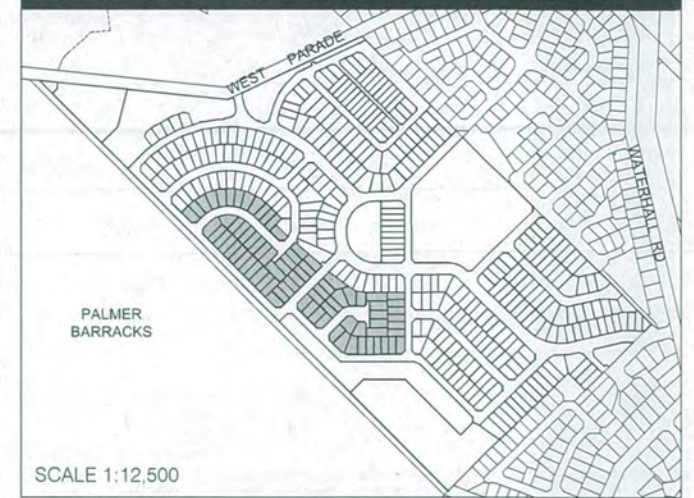 WEST PARADE
WATERHALL RD
PALMER
BARRACKS
SCALE 1:12,500